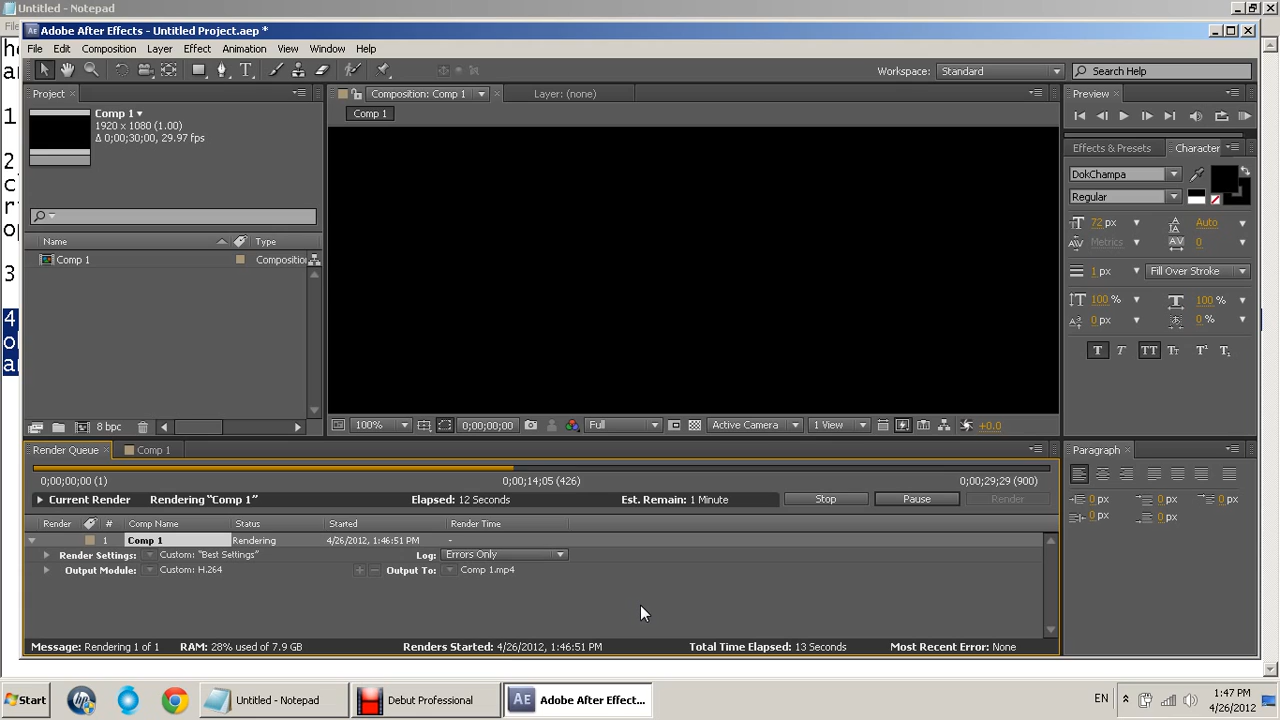 Untitled - Notepad
Adobe After Effects - Untitled Project.aep *
File Edit Composition Layer Effect Animation View Window Help
Workspace: Standard Search Help
Project
Comp 1
1920 x 1080 (1.00)
Δ 0;00;30;00, 29.97 fps
Name Type
Comp 1 Compositio
8 bpc
Composition: Comp 1 Layer: (none)
Comp 1
100% 0;00;00;00 Full Active Camera 1 View +0.0
Preview
Effects & Presets Character
DokChampa
Regular
72 px Auto
Metrics 0
1 px Fill Over Stroke
100 % 100 %
0 px 0 %
T T TT Tt T¹ T₁
Paragraph
0 px 0 px 0 px
0 px 0 px
Render Queue Comp 1
0;00;00;00 (1) 0;00;14;05 (426) 0;00;29;29 (900)
Current Render Rendering "Comp 1" Elapsed: 12 Seconds Est. Remain: 1 Minute Stop Pause Render
Render # Comp Name Status Started Render Time
1 Comp 1 Rendering 4/26/2012, 1:46:51 PM -
Render Settings: Custom: "Best Settings" Log: Errors Only
Output Module: Custom: H.264 Output To: Comp 1.mp4
Message: Rendering 1 of 1 RAM: 28% used of 7.9 GB Renders Started: 4/26/2012, 1:46:51 PM Total Time Elapsed: 13 Seconds Most Recent Error: None
1
2
3
4
Start Untitled - Notepad Debut Professional AE Adobe After Effect... EN 1:47 PM
4/26/2012